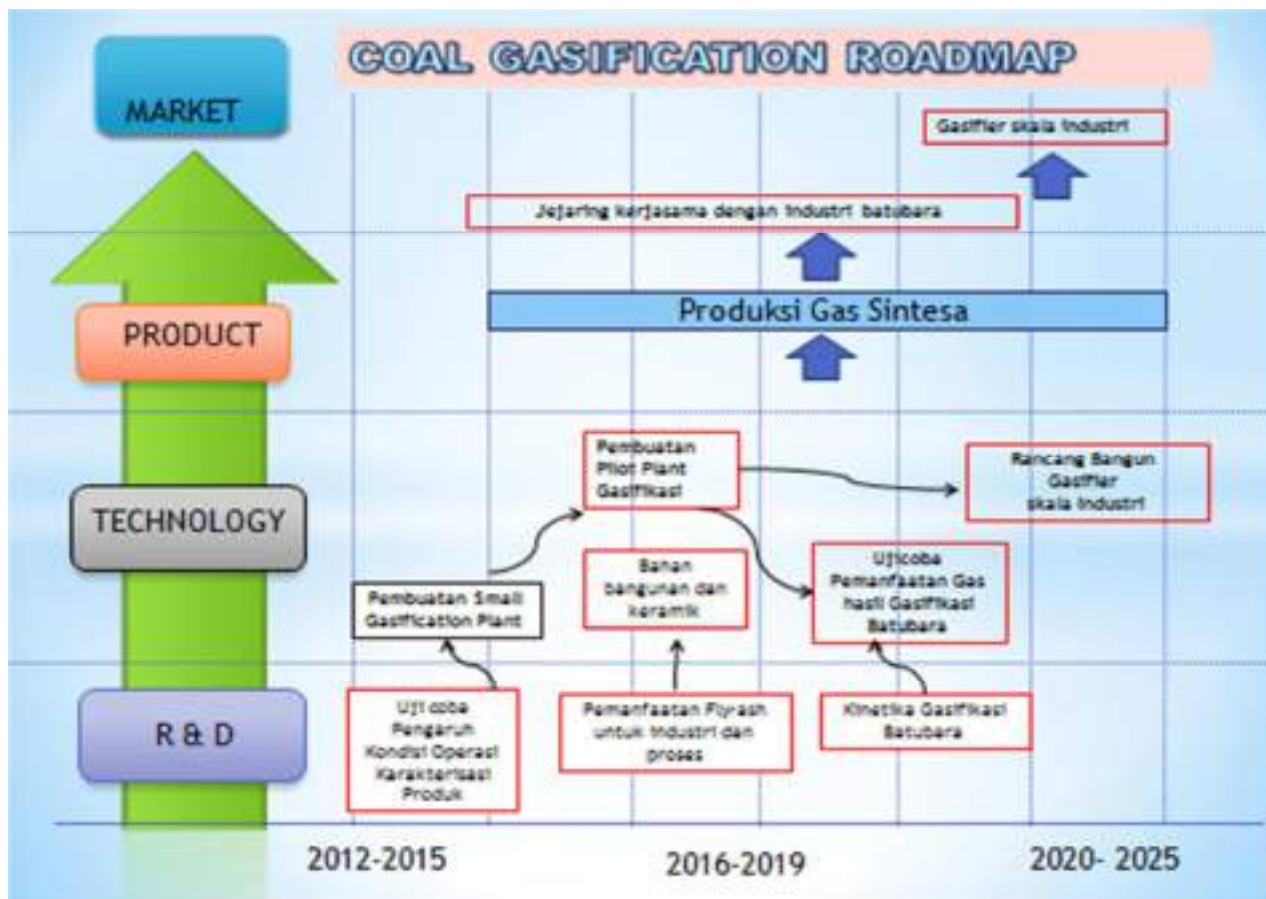 COAL GASIFICATION ROADMAP
MARKET
Gasifier skala industri
Jejaring kerjasama dengan industri batubara
PRODUCT
Produksi Gas Sintesa
TECHNOLOGY
Pembuatan
Pilot Plant
Gasifikasi
Rancang Bangun
Gasifier
skala industri
Bahan
bangunan dan
keramik
Ujicoba
Pemanfaatan Gas
hasil Gasifikasi
Batubara
Pembuatan Small
Gasification Plant
R & D
Uji coba
Pengaruh
Kondisi Operasi
Karakterisasi
Produk
Pemanfaatan Fly-ash
untuk industri dan
proses
Kinetika Gasifikasi
Batubara
2012-2015
2016-2019
2020- 2025